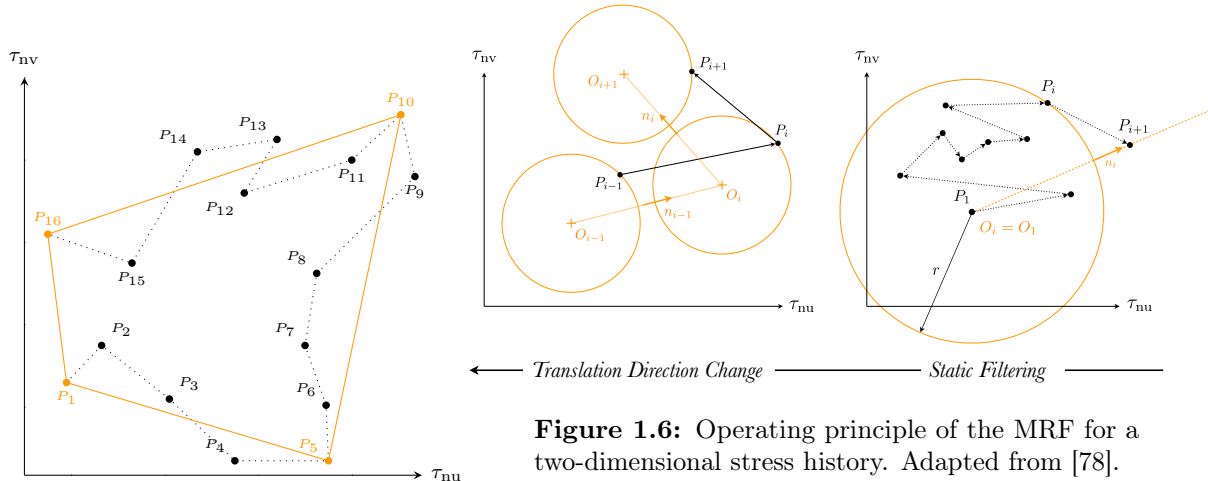 τnv
P10
P14
P13
P11
P12
P9
P16
P15
P8
P2
P7
P1
P3
P6
P4
P5
τnu
τnv
Pi+1
Oi+1
ni
Pi
Pi−1
Oi
ni−1
Oi−1
τnu
τnv
Pi
Pi+1
ni
P1
Oi = O1
r
τnu
Translation Direction Change
Static Filtering
Figure 1.6: Operating principle of the MRF for a
two-dimensional stress history. Adapted from [78].